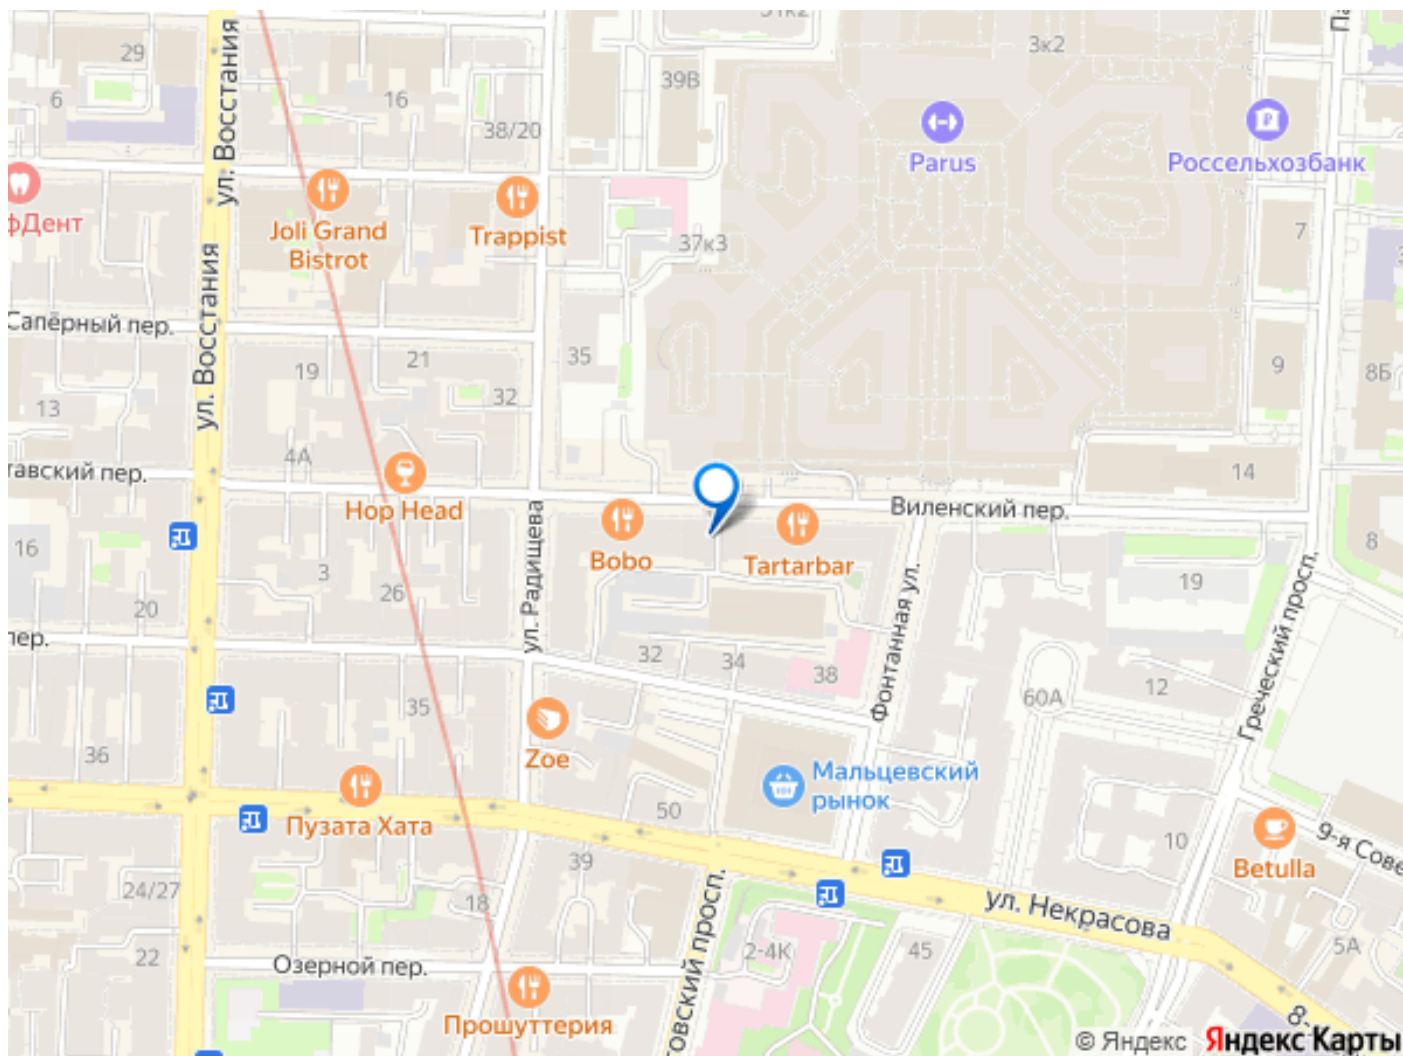 29
6
ул. Восстания
16
38/20
39В
3к2
Parus
Россельхозбанк
фДент
Joli Grand
Bistrot
Trappist
37к3
7
ул. Восстания
Сапёрный пер.
35
19
21
32
9
8Б
13
4А
14
тавский пер.
Hop Head
Виленский пер.
ул. Радищева
Bobo
Tartarbar
16
3
26
20
19
8
Фонтанная ул.
Греческий просп.
пер.
32
34
38
60А
12
35
36
Zoe
Мальцевский
рынок
50
Пузата Хата
10
9-я Сове
Betulla
39
24/27
18
ул. Некрасова
22
Озерной пер.
2-4К
45
5А
товский просп.
Прошуттерия
8-
© Яндекс Яндекс Карты